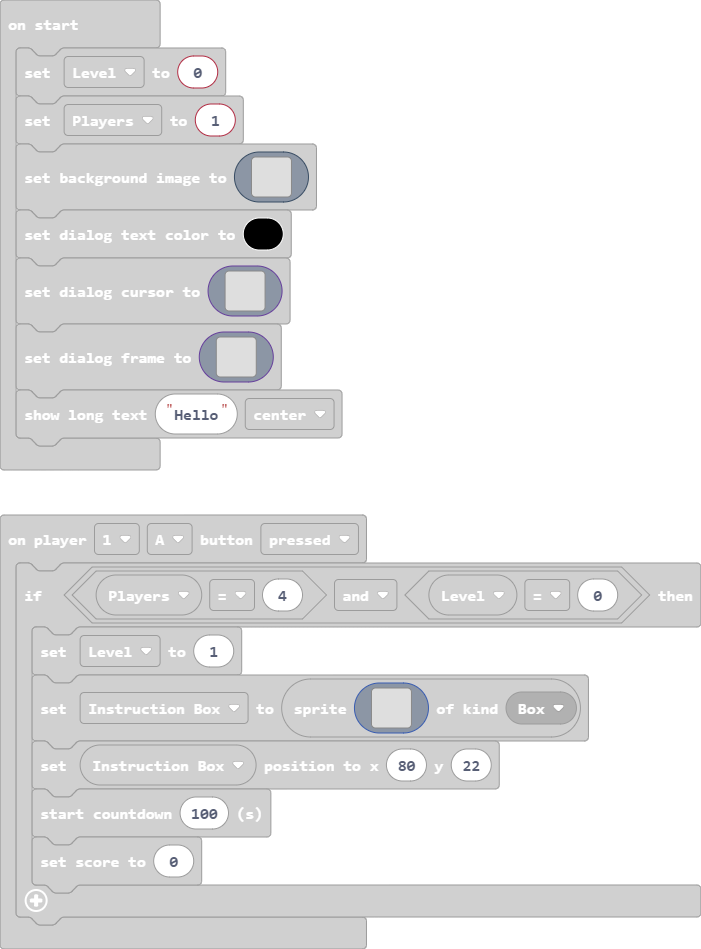 on start
set Level to 0
set Players to 1
set background image to
set dialog text color to
set dialog cursor to
set dialog frame to
show long text "Hello" center
on player 1 A button pressed
if Players = 4 and Level = 0 then
set Level to 1
set Instruction Box to sprite of kind Box
set Instruction Box position to x 80 y 22
start countdown 100 (s)
set score to 0